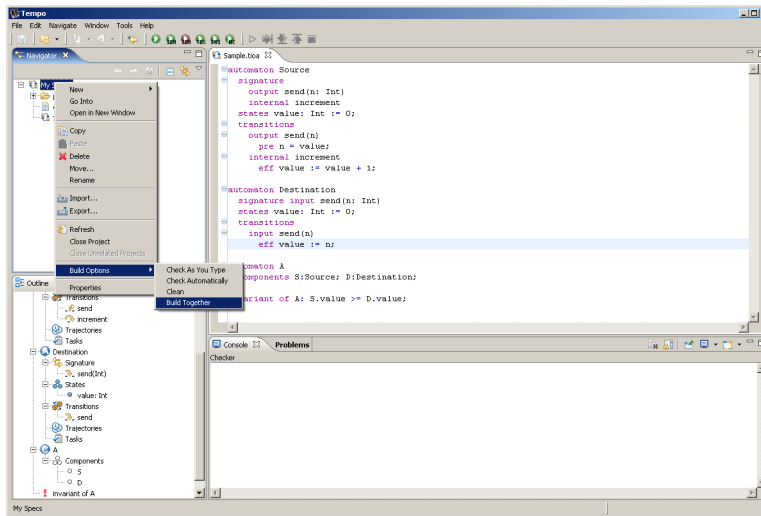 Tempo
File Edit Navigate Window Tools Help
Navigator
My S
New
Go Into
Open in New Window
Copy
Paste
Delete
Move...
Rename
Import...
Export...
Refresh
Close Project
Close Unrelated Projects
Build Options
Properties
Check As You Type
Check Automatically
Clean
Build Together
Sample.tioa
automaton Source
signature
output send(n: Int)
internal increment
states value: Int := 0;
transitions
output send(n)
pre n = value;
internal increment
eff value := value + 1;
automaton Destination
signature input send(n: Int)
states value: Int := 0;
transitions
input send(n)
eff value := n;
tomaton A
omponents S:Source; D:Destination;
variant of A: S.value >= D.value;
Outline
Transitions
send
increment
Trajectories
Tasks
Destination
Signature
send(Int)
States
value: Int
Transitions
send
Trajectories
Tasks
A
Components
S
D
invariant of A
Console Problems
Checker
My Specs